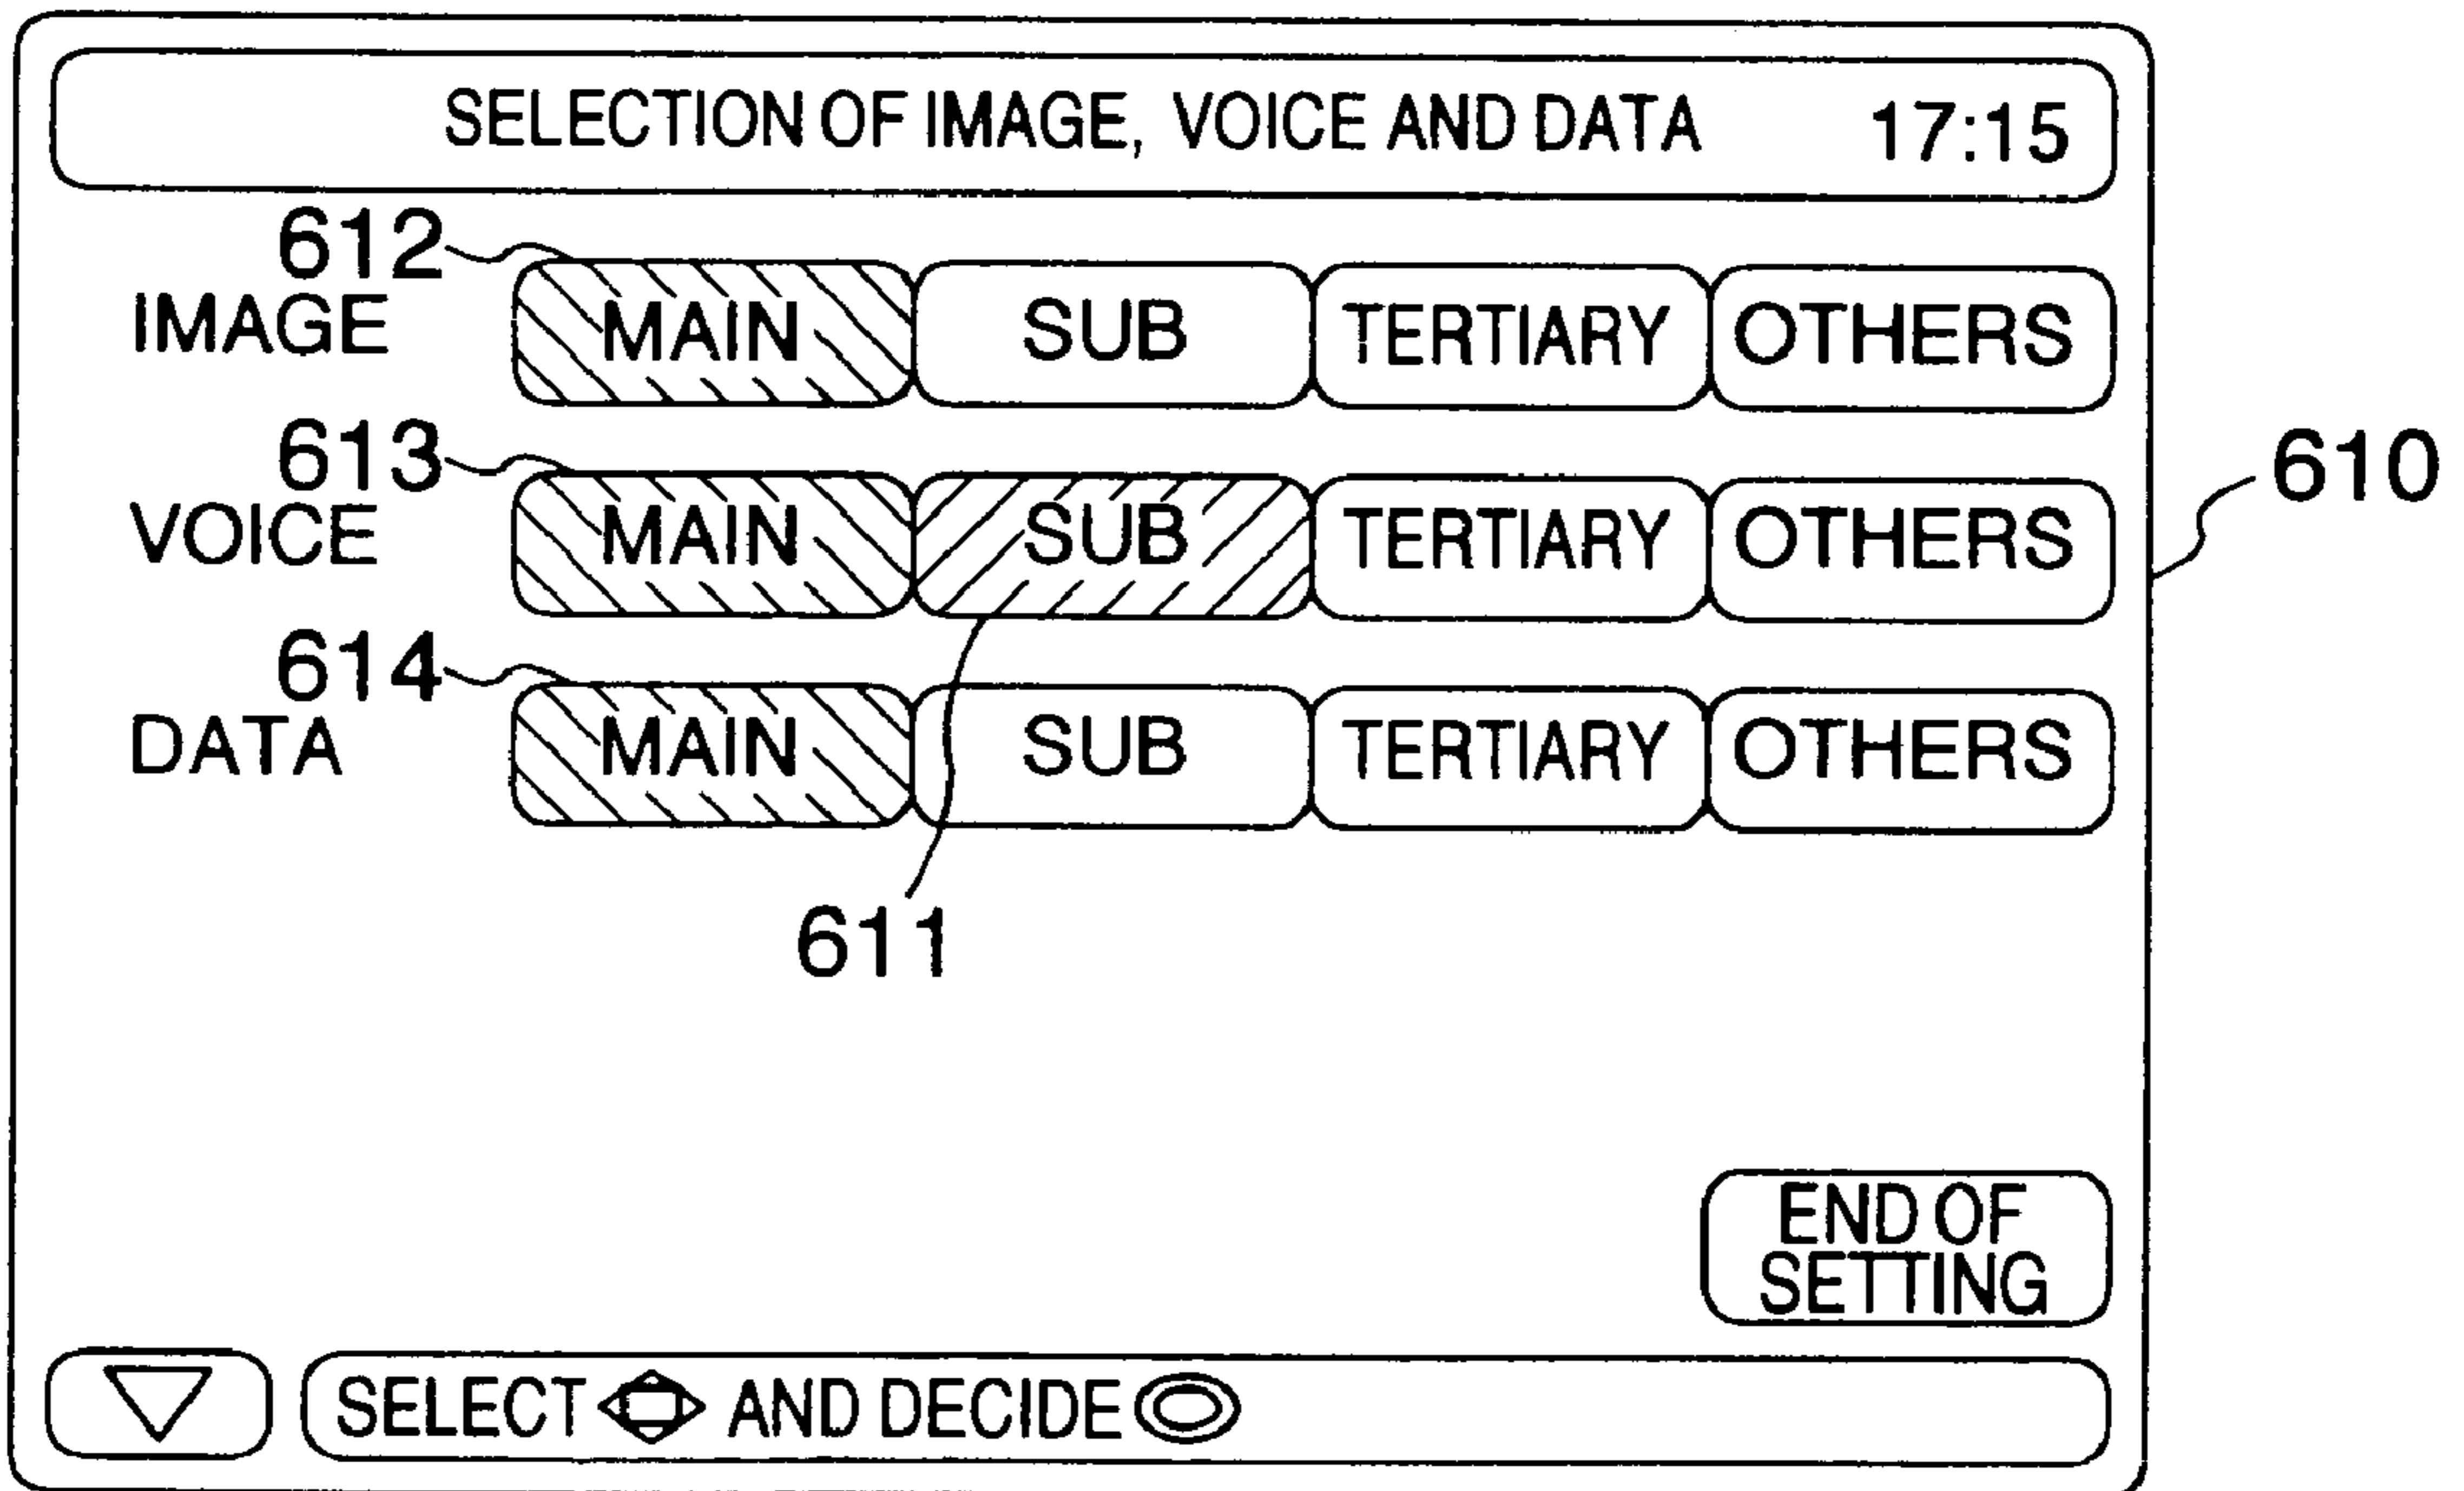 SELECTION OF IMAGE, VOICE AND DATA 17:15
612
IMAGE MAIN SUB TERTIARY OTHERS
613
VOICE MAIN SUB TERTIARY OTHERS
610
614
DATA MAIN SUB TERTIARY OTHERS
611
END OF
SETTING
SELECT AND DECIDE